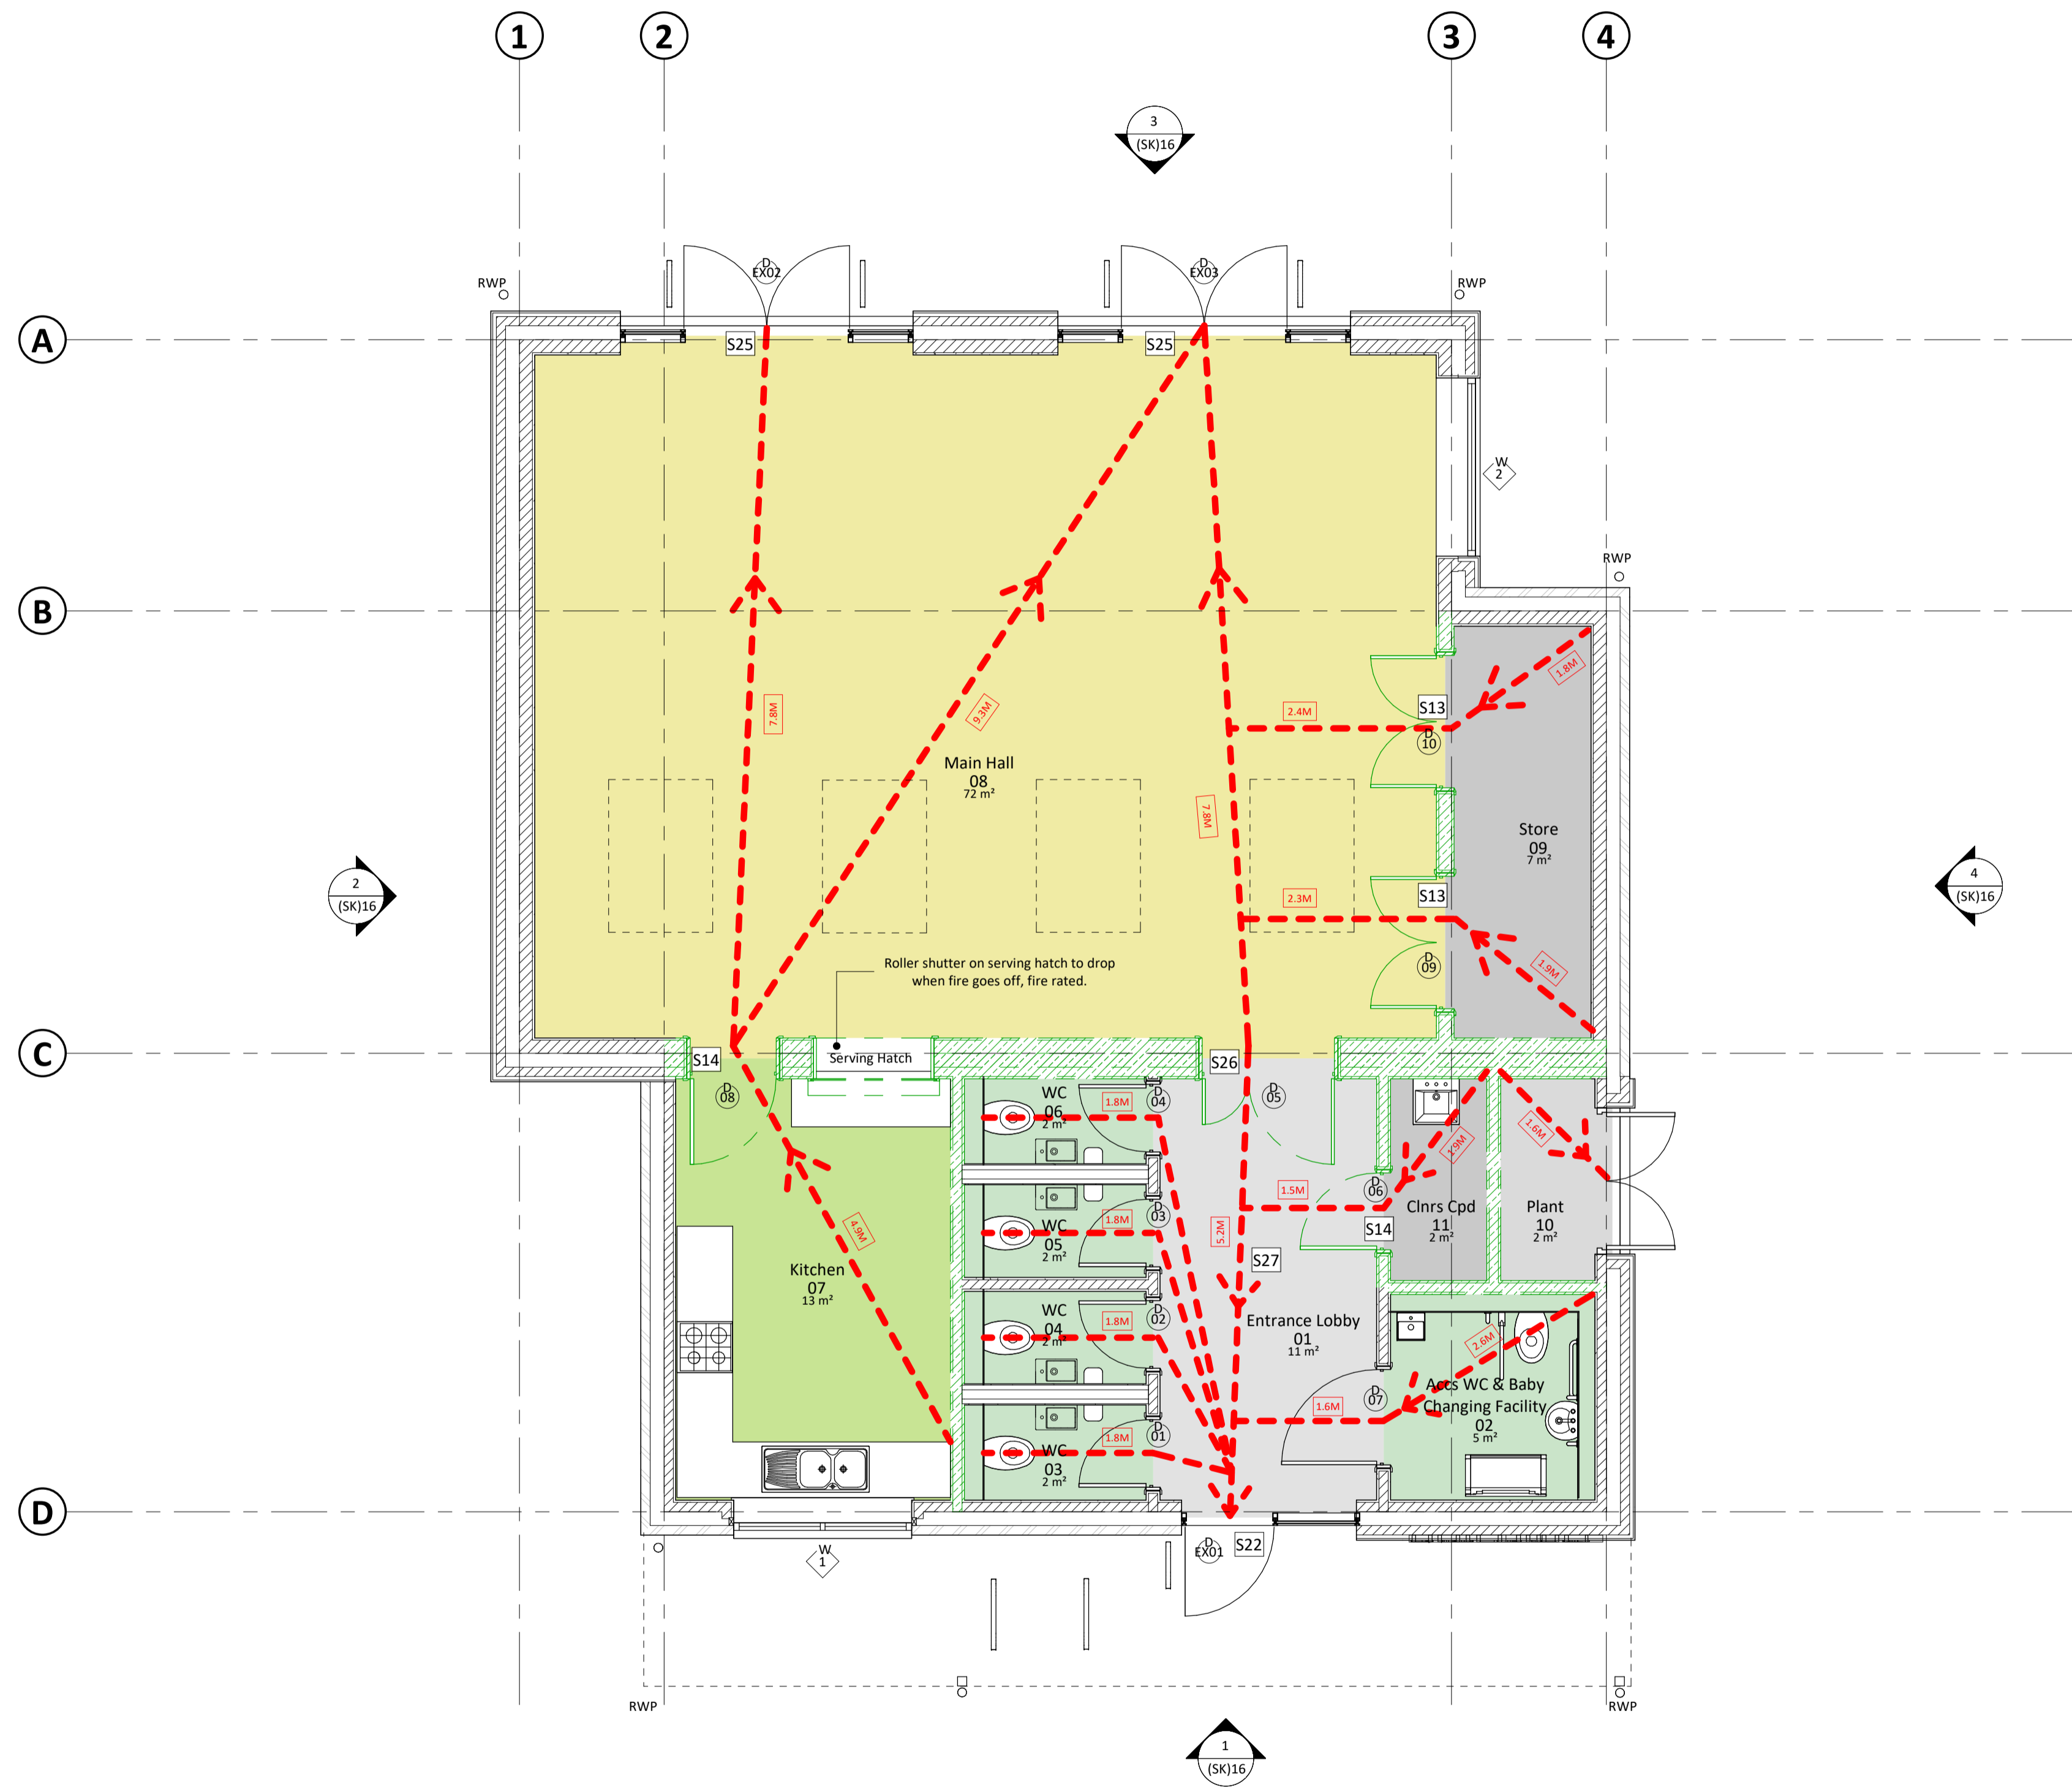 1
2
3
4
3
(SK)16
D
EX02
D
EX03
RWP
RWP
A
S25
S25
W
2
RWP
B
1.8M
7.8M
9.3M
2.4M
S13
D
10
Main Hall
08
72 m²
7.8M
Store
09
7 m²
2
(SK)16
4
(SK)16
2.3M
S13
Roller shutter on serving hatch to drop
when fire goes off, fire rated.
D
09
1.9M
C
S14
Serving Hatch
S26
D
08
WC
06
2 m²
1.8M
D
04
D
05
1.9M
1.6M
1.5M
D
06
WC
05
2 m²
1.8M
D
03
5.2M
S14
Clnrs Cpd
11
2 m²
Plant
10
2 m²
4.9M
S27
Kitchen
07
13 m²
WC
04
2 m²
1.8M
D
02
Entrance Lobby
01
11 m²
2.6M
D
07
1.6M
Accs WC & Baby
Changing Facility
02
5 m²
WC
03
2 m²
1.8M
D
01
D
W
1
D
EX01
S22
RWP
RWP
1
(SK)16